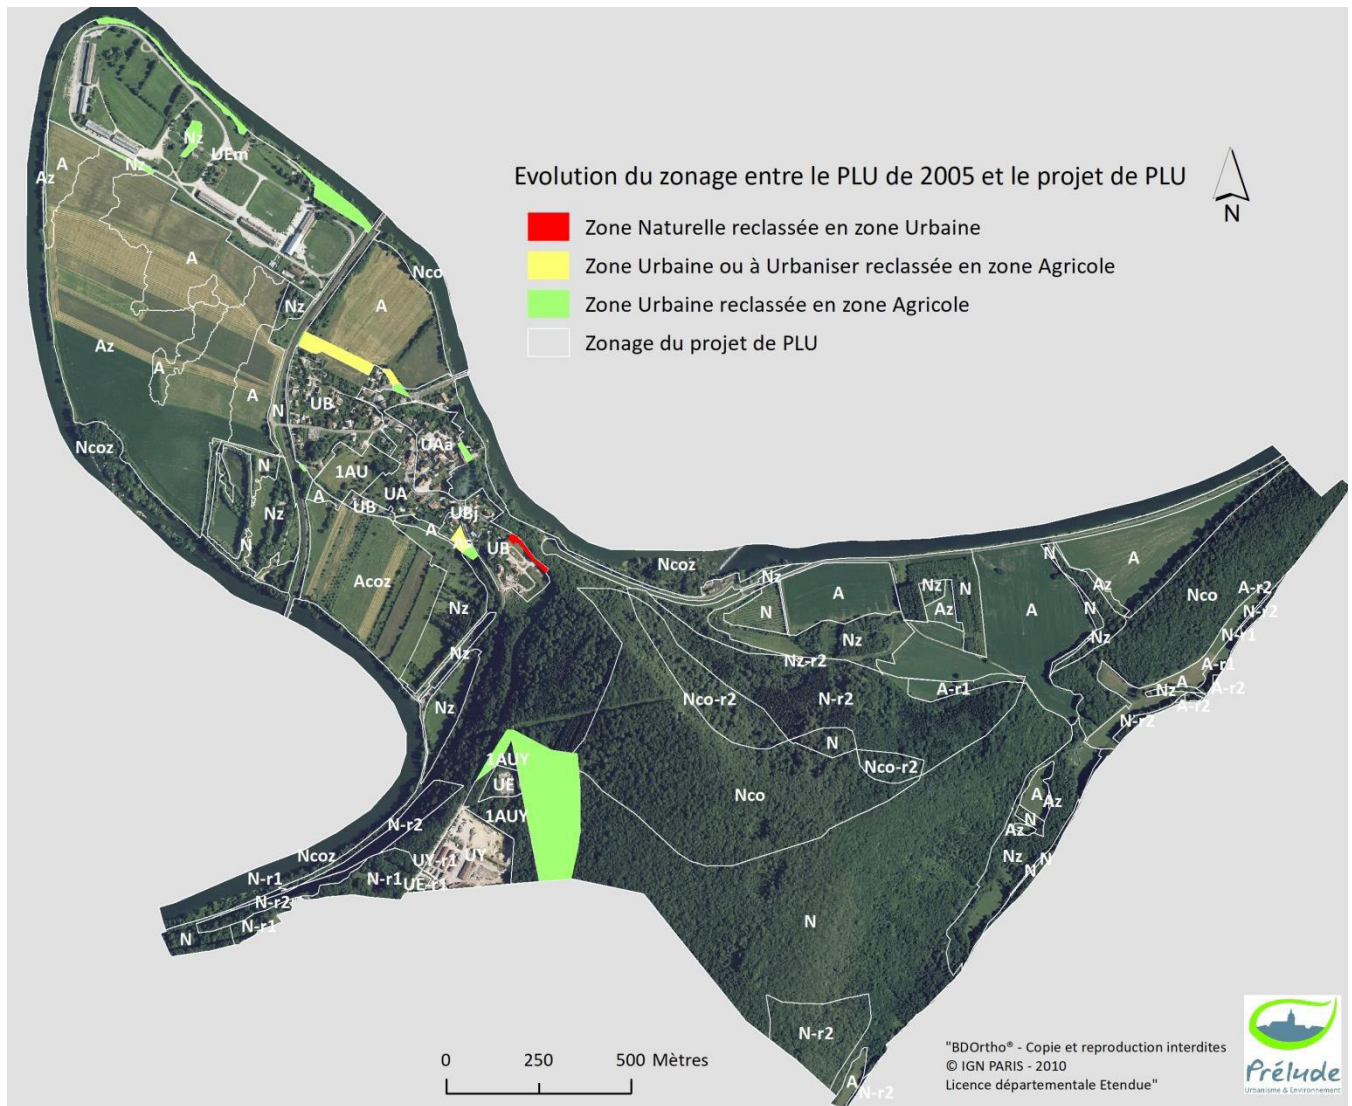 Evolution du zonage entre le PLU de 2005 et le projet de PLU
N
Zone Naturelle reclassée en zone Urbaine
Zone Urbaine ou à Urbaniser reclassée en zone Agricole
Zone Urbaine reclassée en zone Agricole
Zonage du projet de PLU
Nz
UEm
Nz
A
Az
A
Nco
Nz
A
Az
A
A
N
UB
UAa
Ncoz
N
1AU
UA
A
UB
UBj
Nz
A
UB
N
Acoz
Nz
Nz
Nz
Ncoz
Nz
N
A
Nz
Az
N
A
Nz
Nz-r2
N
A
Az
N
Nz
Nco
A-r2
N-r2
N-r1
A-r1
A
A-r2
Nz
A-r2
N-r2
A-r1
Nco-r2
N-r2
N
Nco-r2
Nco
1AUY
UE
1AUY
N-r2
UY-r1
UY
UE-r1
Ncoz
N-r1
N-r1
N-r2
N-r1
N
A
Az
N
Az
Nz
N
N
N
N-r2
A
N-r2
0 250 500 Mètres
"BDOrtho® - Copie et reproduction interdites
© IGN PARIS - 2010
Licence départementale Etendue"
Prélude
Urbanisme & Environnement